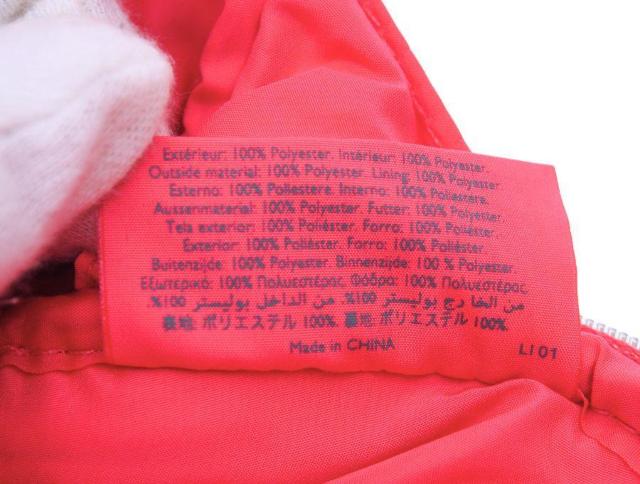 Extérieur: 100% Polyester. Intérieur: 100% Polyester.
Outside material: 100% Polyester. Lining: 100% Polyester.
Esterno: 100% Poliestere. Interno: 100% Poliestere.
Aussenmaterial: 100% Polyester. Futter: 100% Polyester.
Tela exterior: 100% Poliéster. Forro: 100% Poliéster.
Exterior: 100% Poliéster. Forro: 100% Poliéster.
Buitenzijde: 100% Polyester. Binnenzijde: 100% Polyester.
Εξωτερικό: 100% Πολυεστέρας. Φόδρα: 100% Πολυεστέρας.
من الخارج بوليستر 100%. من الداخل بوليستر 100%.
表地: ポリエステル 100%. 裏地: ポリエステル 100%.
Made in CHINA
LI 01